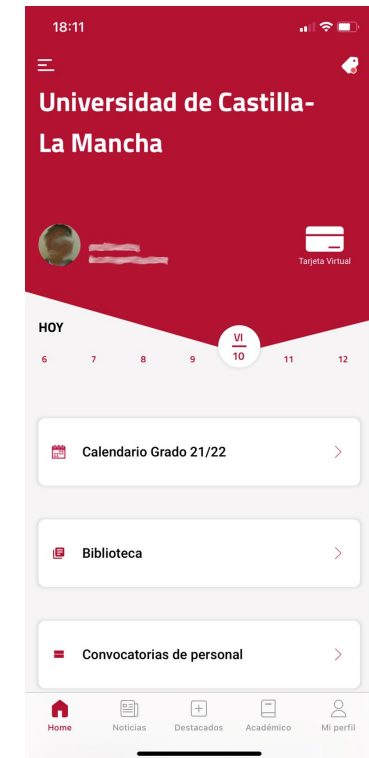 18:11
Universidad de Castilla-
La Mancha
Tarjeta Virtual
HOY
VI
6 7 8 9 10 11 12
Calendario Grado 21/22
Biblioteca
Convocatorias de personal
Home Noticias Destacados Académico Mi perfil